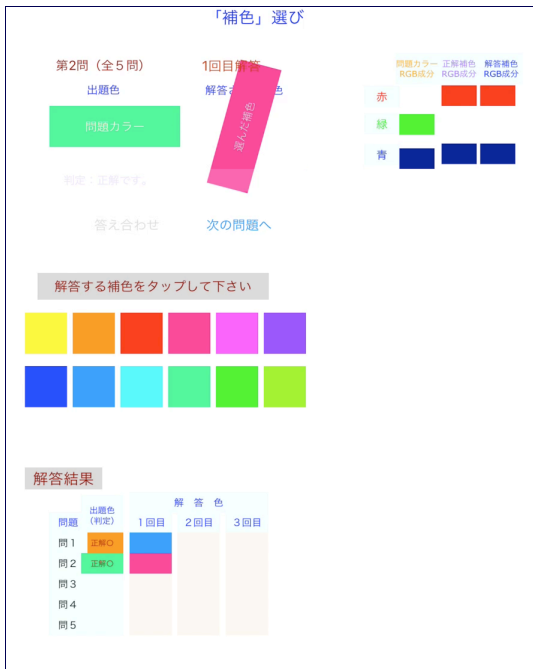 「補色」選び
第2問（全５問）
1回目解答
出題色
問題カラー
選んだ補色
判定：正解です。
答え合わせ
次の問題へ
問題カラー 正解補色 解答補色
RGB成分 RGB成分 RGB成分
赤
緑
青
解答する補色をタップして下さい
解答結果
解 答 色
出題色
問題 (判定) 1回目 2回目 3回目
問1 正解○
問2 正解○
問3
問4
問5